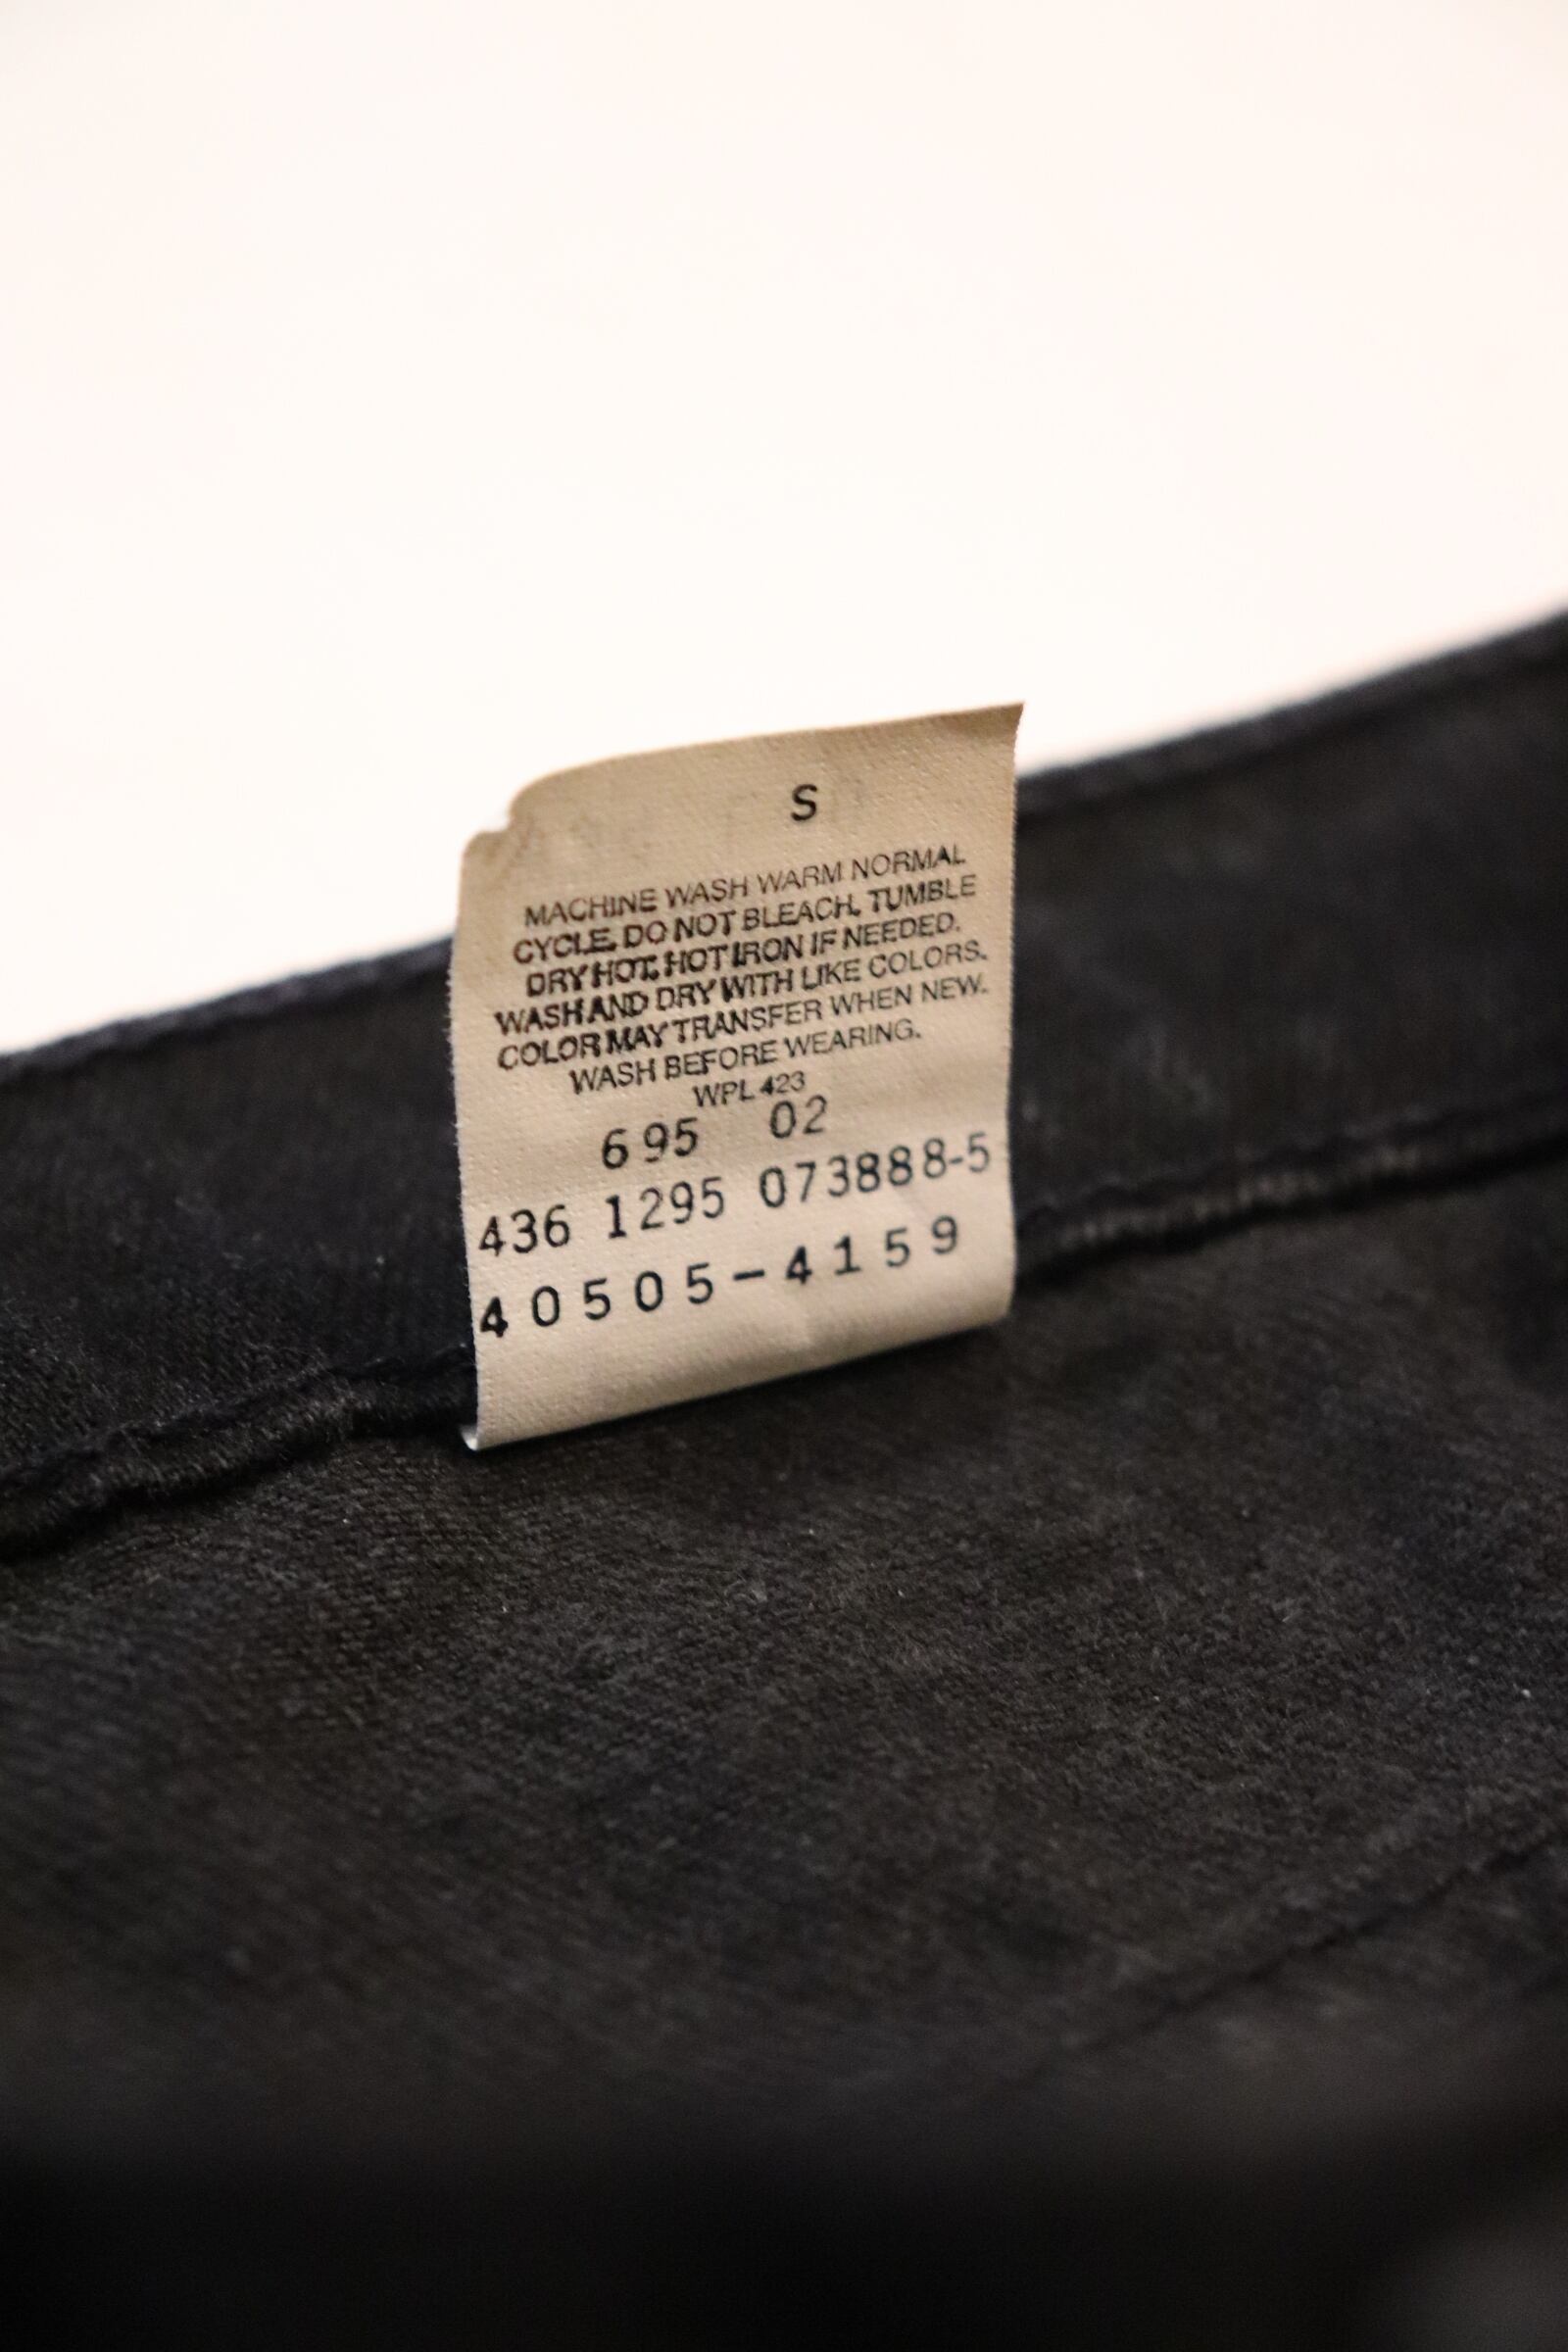 S
MACHINE WASH WARM NORMAL
CYCLE. DO NOT BLEACH. TUMBLE
DRY HOT. HOT IRON IF NEEDED.
WASH AND DRY WITH LIKE COLORS.
COLOR MAY TRANSFER WHEN NEW.
WASH BEFORE WEARING.
WPL 423
695 02
436 1295 073888-5
40505-4159